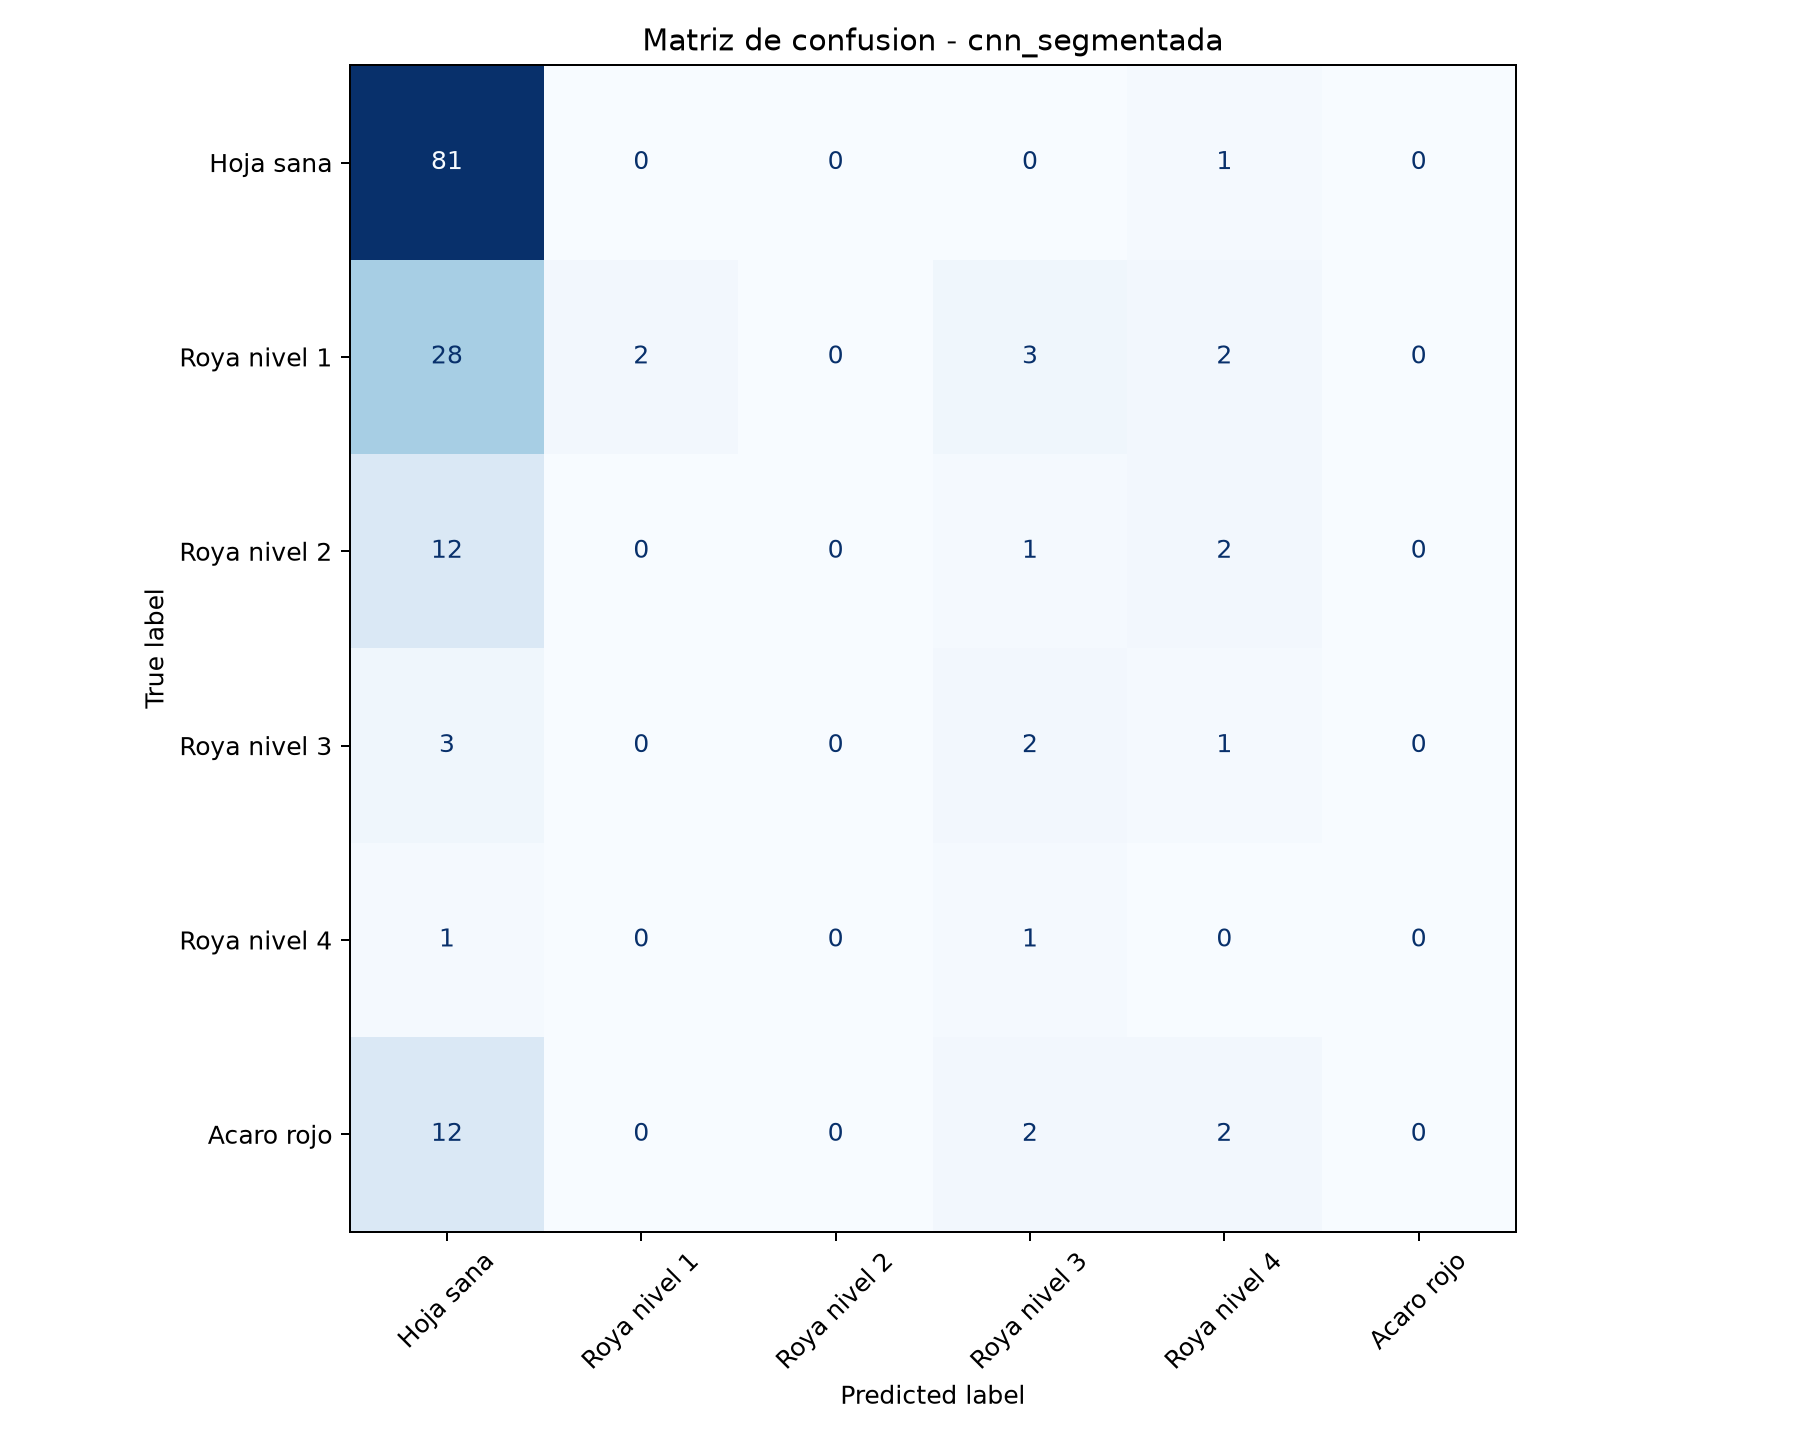 Matriz de confusion - cnn_segmentada
Hoja sana 81 0 0 0 1 0
Roya nivel 1 28 2 0 3 2 0
Roya nivel 2 12 0 0 1 2 0
Roya nivel 3 3 0 0 2 1 0
Roya nivel 4 1 0 0 1 0 0
Acaro rojo 12 0 0 2 2 0
True label
Hoja sana Roya nivel 1 Roya nivel 2 Roya nivel 3 Roya nivel 4 Acaro rojo
Predicted label